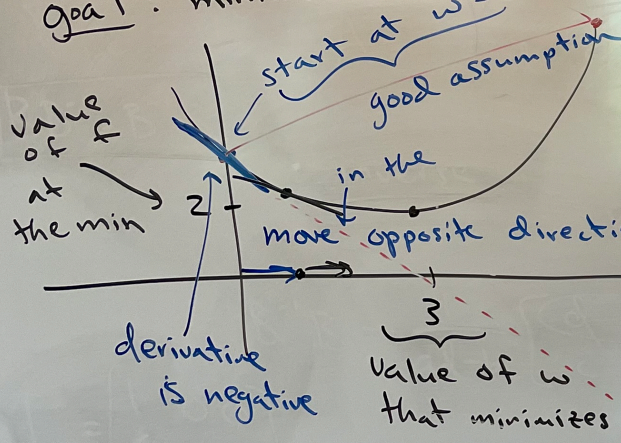 goal: min
start at w =
good assumption
value
of f
at
the min
2
in the
move opposite directi
3
derivative
is negative
value of w
that minimizes